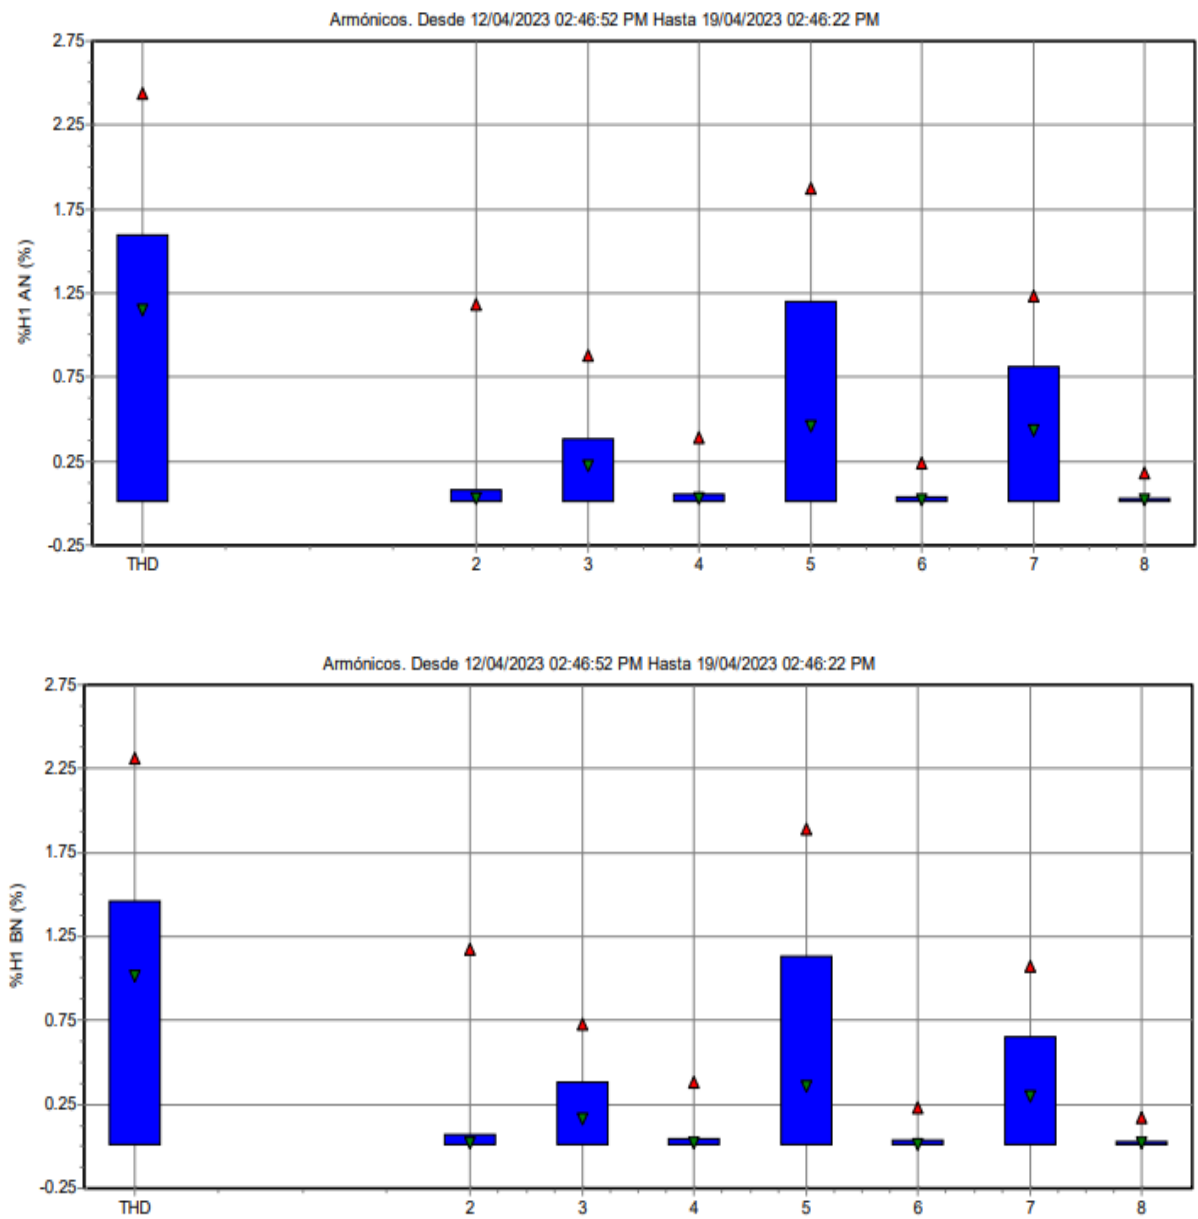 Armónicos. Desde 12/04/2023 02:46:52 PM Hasta 19/04/2023 02:46:22 PM
2.75
2.25
1.75
1.25
0.75
0.25
-0.25
%H1 AN (%)
THD 2 3 4 5 6 7 8
Armónicos. Desde 12/04/2023 02:46:52 PM Hasta 19/04/2023 02:46:22 PM
2.75
2.25
1.75
1.25
0.75
0.25
-0.25
%H1 BN (%)
THD 2 3 4 5 6 7 8